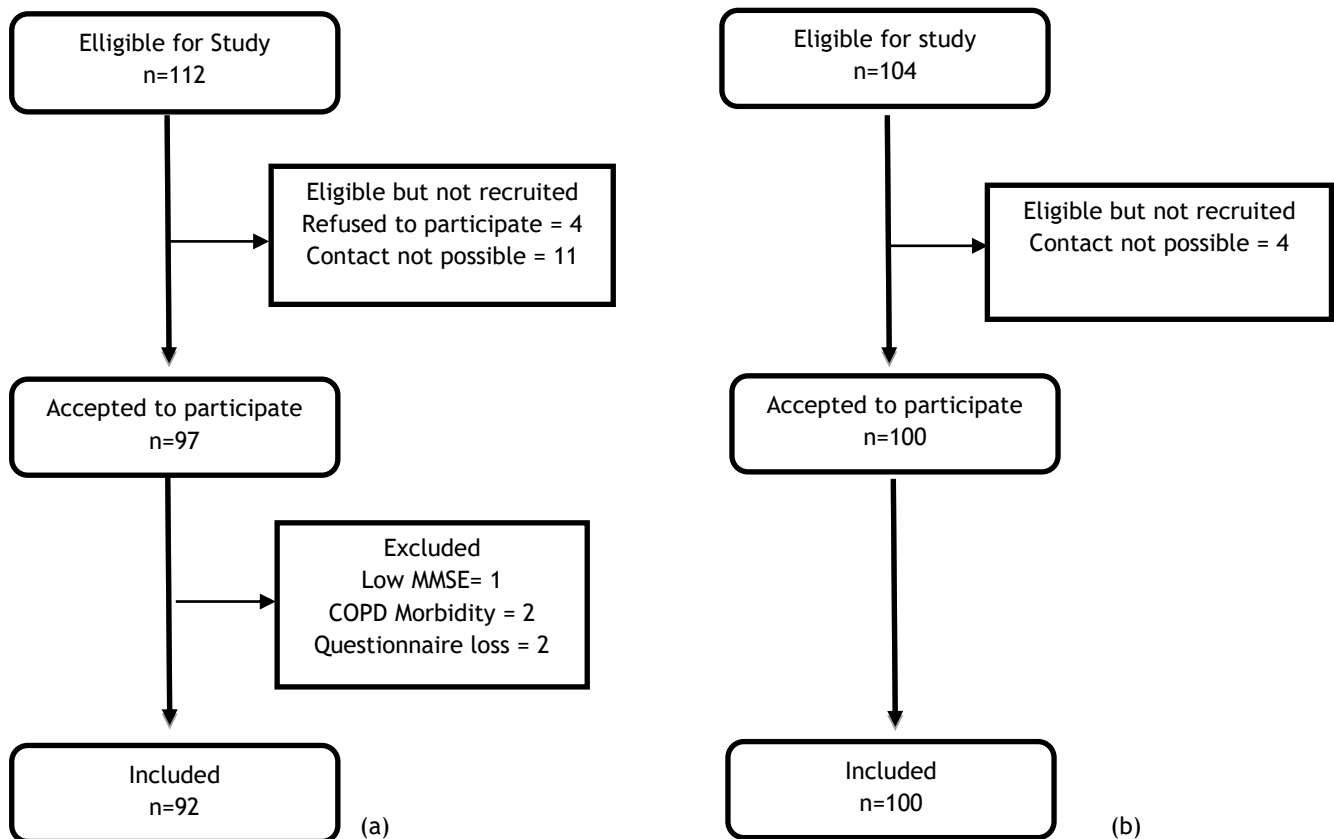 Elligible for Study
n=112
Eligible but not recruited
Refused to participate = 4
Contact not possible = 11
Accepted to participate
n=97
Excluded
Low MMSE= 1
COPD Morbidity = 2
Questionnaire loss = 2
Included
n=92
(a)
Eligible for study
n=104
Eligible but not recruited
Contact not possible = 4
Accepted to participate
n=100
Included
n=100
(b)